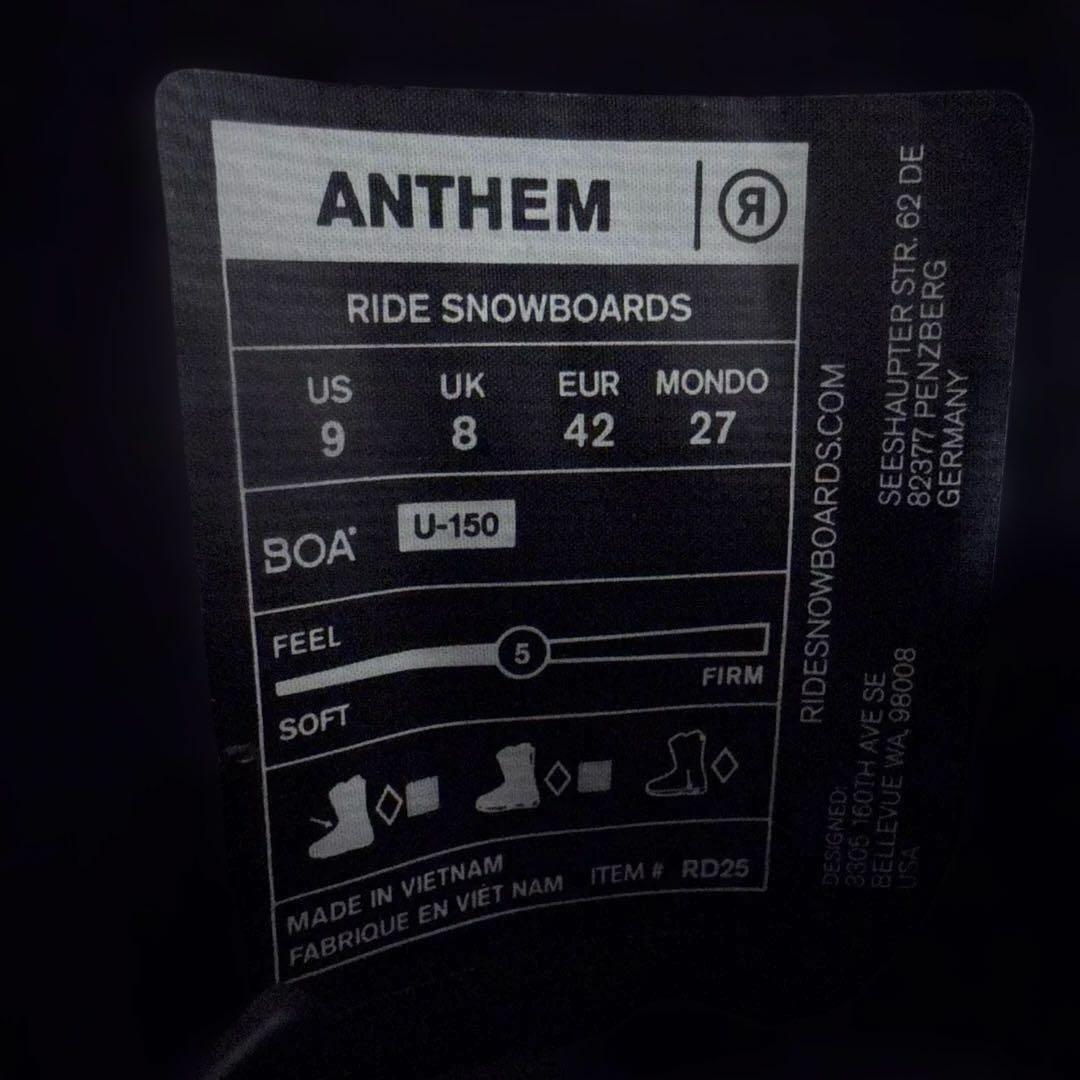 ANTHEM
RIDE SNOWBOARDS
US UK EUR MONDO
9 8 42 27
BOA U-150
FEEL
5
FIRM
SOFT
MADE IN VIETNAM
FABRIQUE EN VIÊT NAM
ITEM # RD25
RIDESNOWBOARDS.COM
SEESHAUPTER STR. 62 DE
82377 PENZBERG
GERMANY
DESIGNED:
3305 160TH AVE SE
BELLEVUE WA 98008
USA